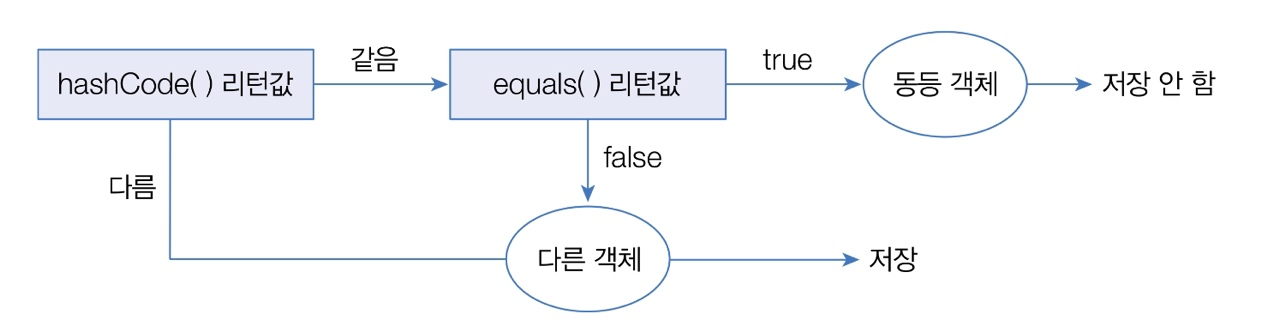 hashCode( ) 리턴값
같음
equals( ) 리턴값
true
동등 객체
저장 안 함
false
다름
다른 객체
저장